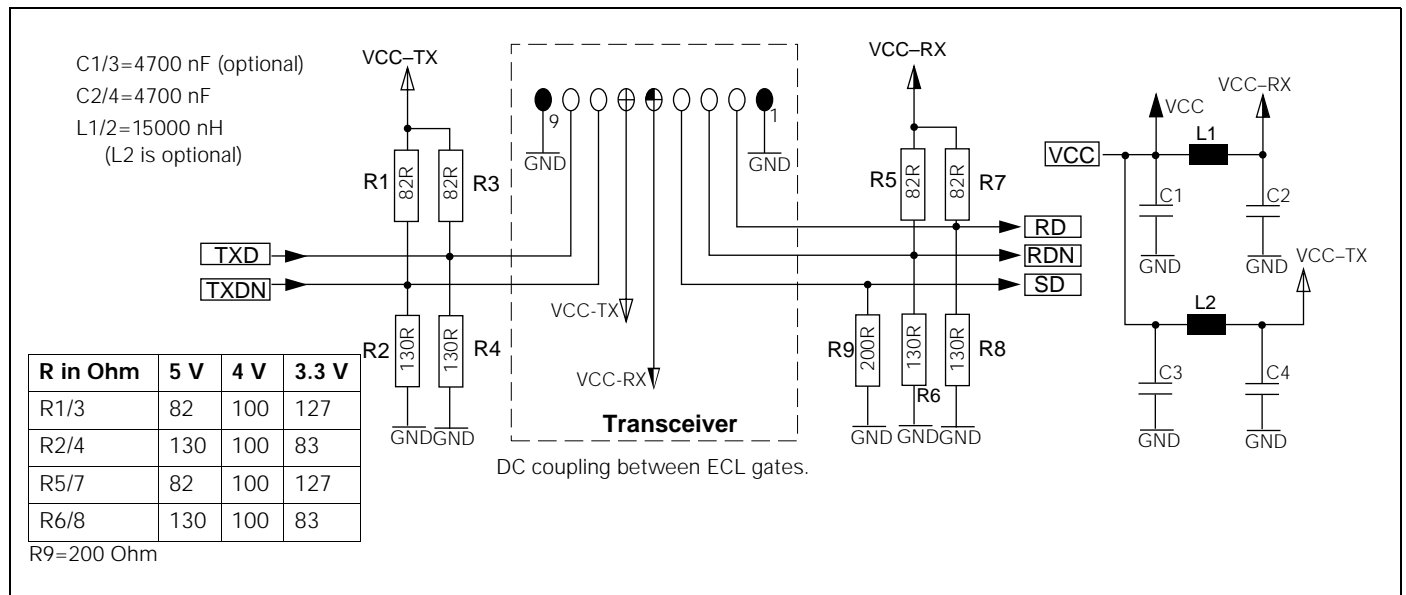 C1/3=4700 nF (optional)
C2/4=4700 nF
L1/2=15000 nH
(L2 is optional)
VCC–TX
R1
82R
82R
R3
TXD
TXDN
R2
130R
130R
R4
GND
GND
9
1
GND
GND
VCC-TX
VCC-RX
Transceiver
DC coupling between ECL gates.
VCC–RX
R5
82R
82R
R7
RD
RDN
SD
R9
200R
130R
130R
R8
R6
GND
GND
GND
VCC
VCC
L1
VCC–RX
C1
C2
GND
GND
VCC–TX
L2
C3
C4
GND
GND
R in Ohm 5 V 4 V 3.3 V
R1/3 82 100 127
R2/4 130 100 83
R5/7 82 100 127
R6/8 130 100 83
R9=200 Ohm